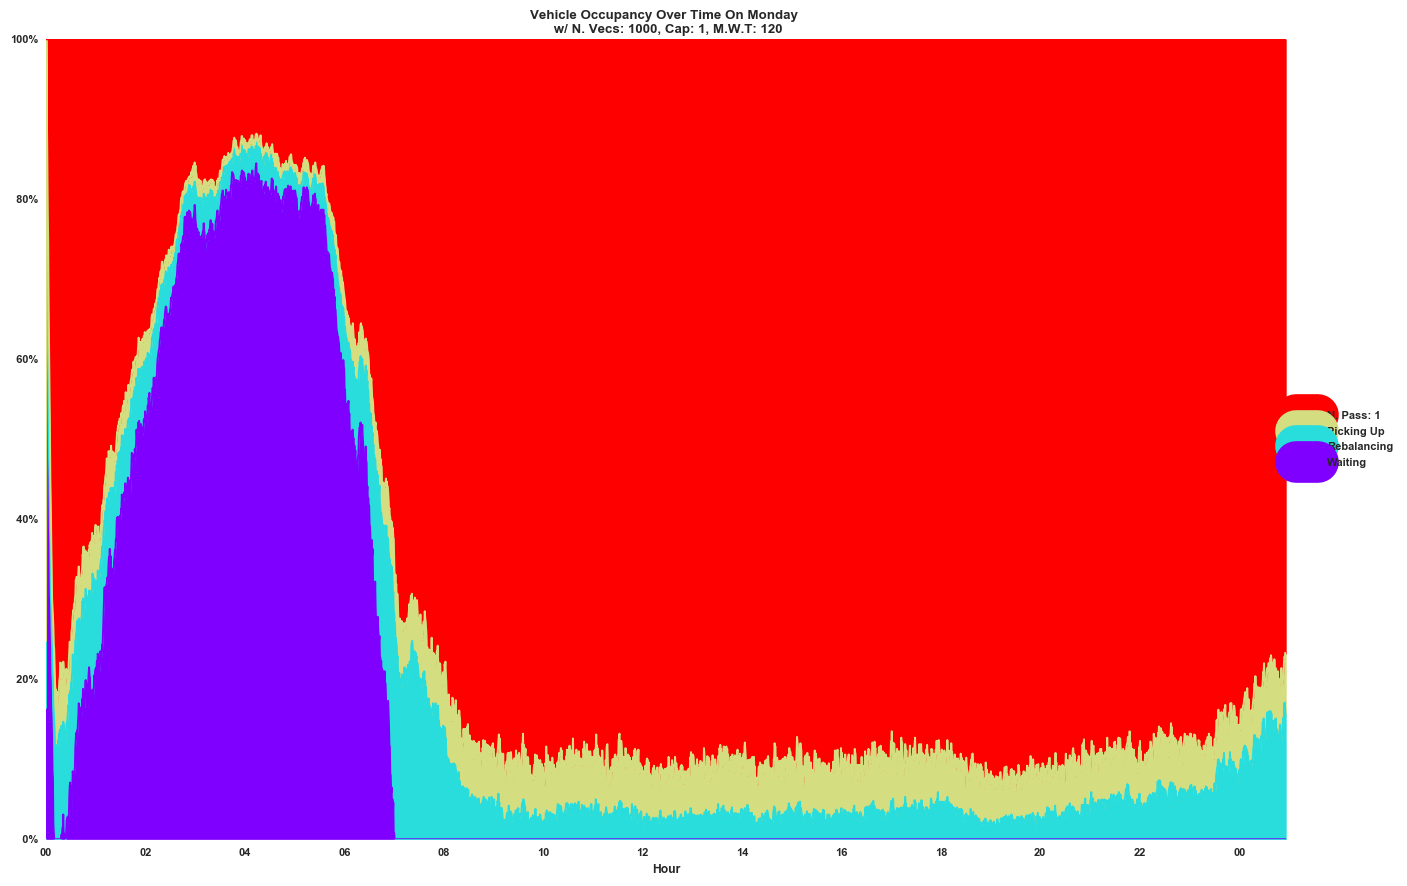 Vehicle Occupancy Over Time On Monday
w/ N. Vecs: 1000, Cap: 1, M.W.T: 120
100%
80%
60%
40%
20%
0%
Pass: 1
Picking Up
Rebalancing
Waiting
00 02 04 06 08 10 12 14 16 18 20 22 00
Hour